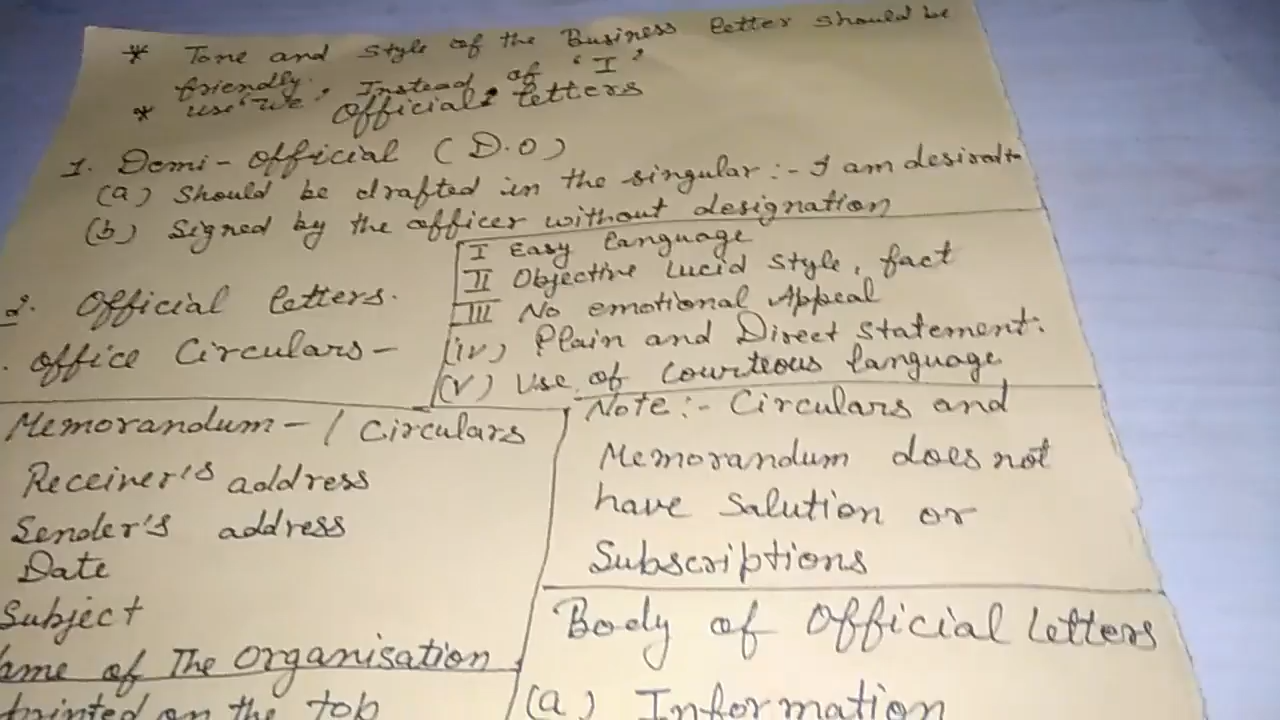 * Tone and style of the Business letter should be
friendly.
* use 'we', Instead of 'I'
Official letters
1. Demi-official (D.O)
(a) Should be drafted in the singular :- I am desired to
(b) Signed by the officer without designation
I Easy language
II Objective Lucid style, fact
III No emotional Appeal
(iv) Plain and Direct statement.
(v) Use of courteous language
2. Official letters.
. office Circulars-
Memorandum - / Circulars
Receiver's address
Sender's address
Date
Subject
ame of The Organisation
printed on the top
Note:- Circulars and
Memorandum does not
have Salution or
Subscriptions
Body of Official Letters
(a) Information